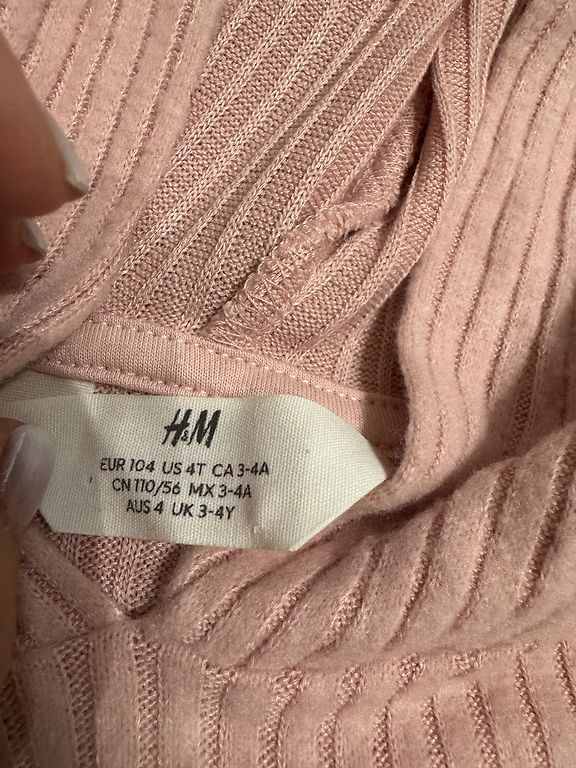 H&M
EUR 104 US 4T CA 3-4A
CN 110/56 MX 3-4A
AUS 4 UK 3-4Y